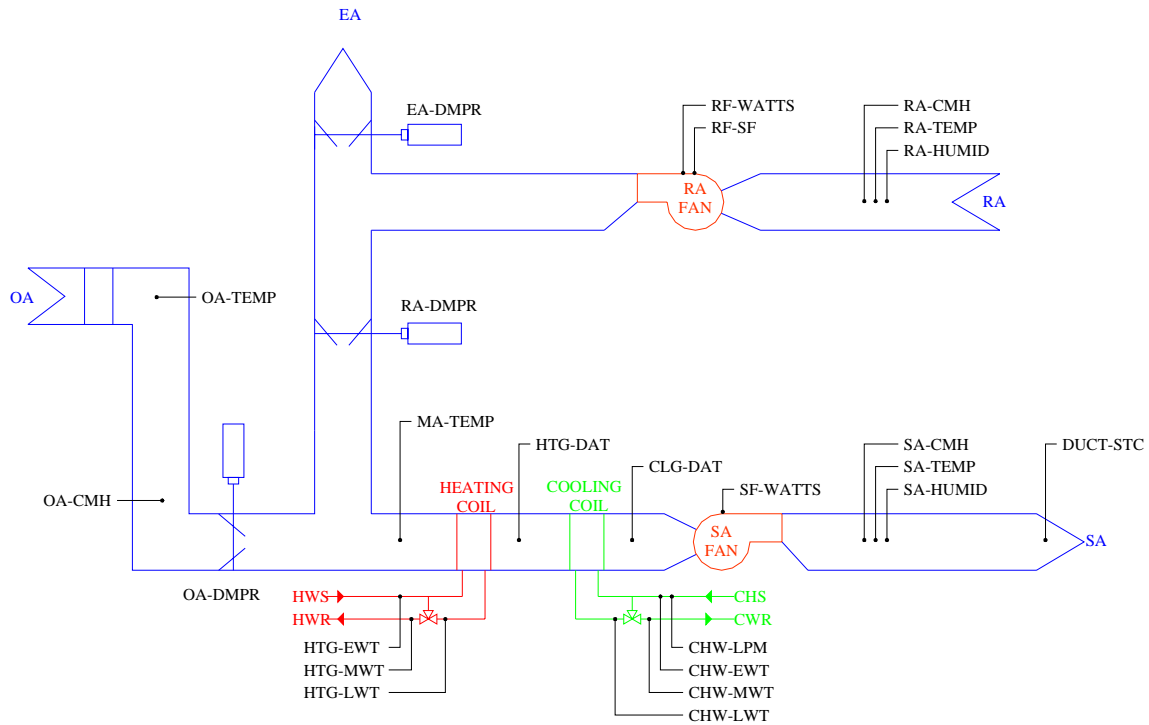 EA
EA-DMPR
RF-WATTS
RF-SF
RA-CMH
RA-TEMP
RA-HUMID
RA
FAN
RA
OA
OA-TEMP
RA-DMPR
MA-TEMP
HTG-DAT
CLG-DAT
SA-CMH
SA-TEMP
SA-HUMID
DUCT-STC
OA-CMH
HEATING
COIL
COOLING
COIL
SF-WATTS
SA
FAN
SA
OA-DMPR
HWS
HWR
CHS
CWR
HTG-EWT
HTG-MWT
HTG-LWT
CHW-LPM
CHW-EWT
CHW-MWT
CHW-LWT